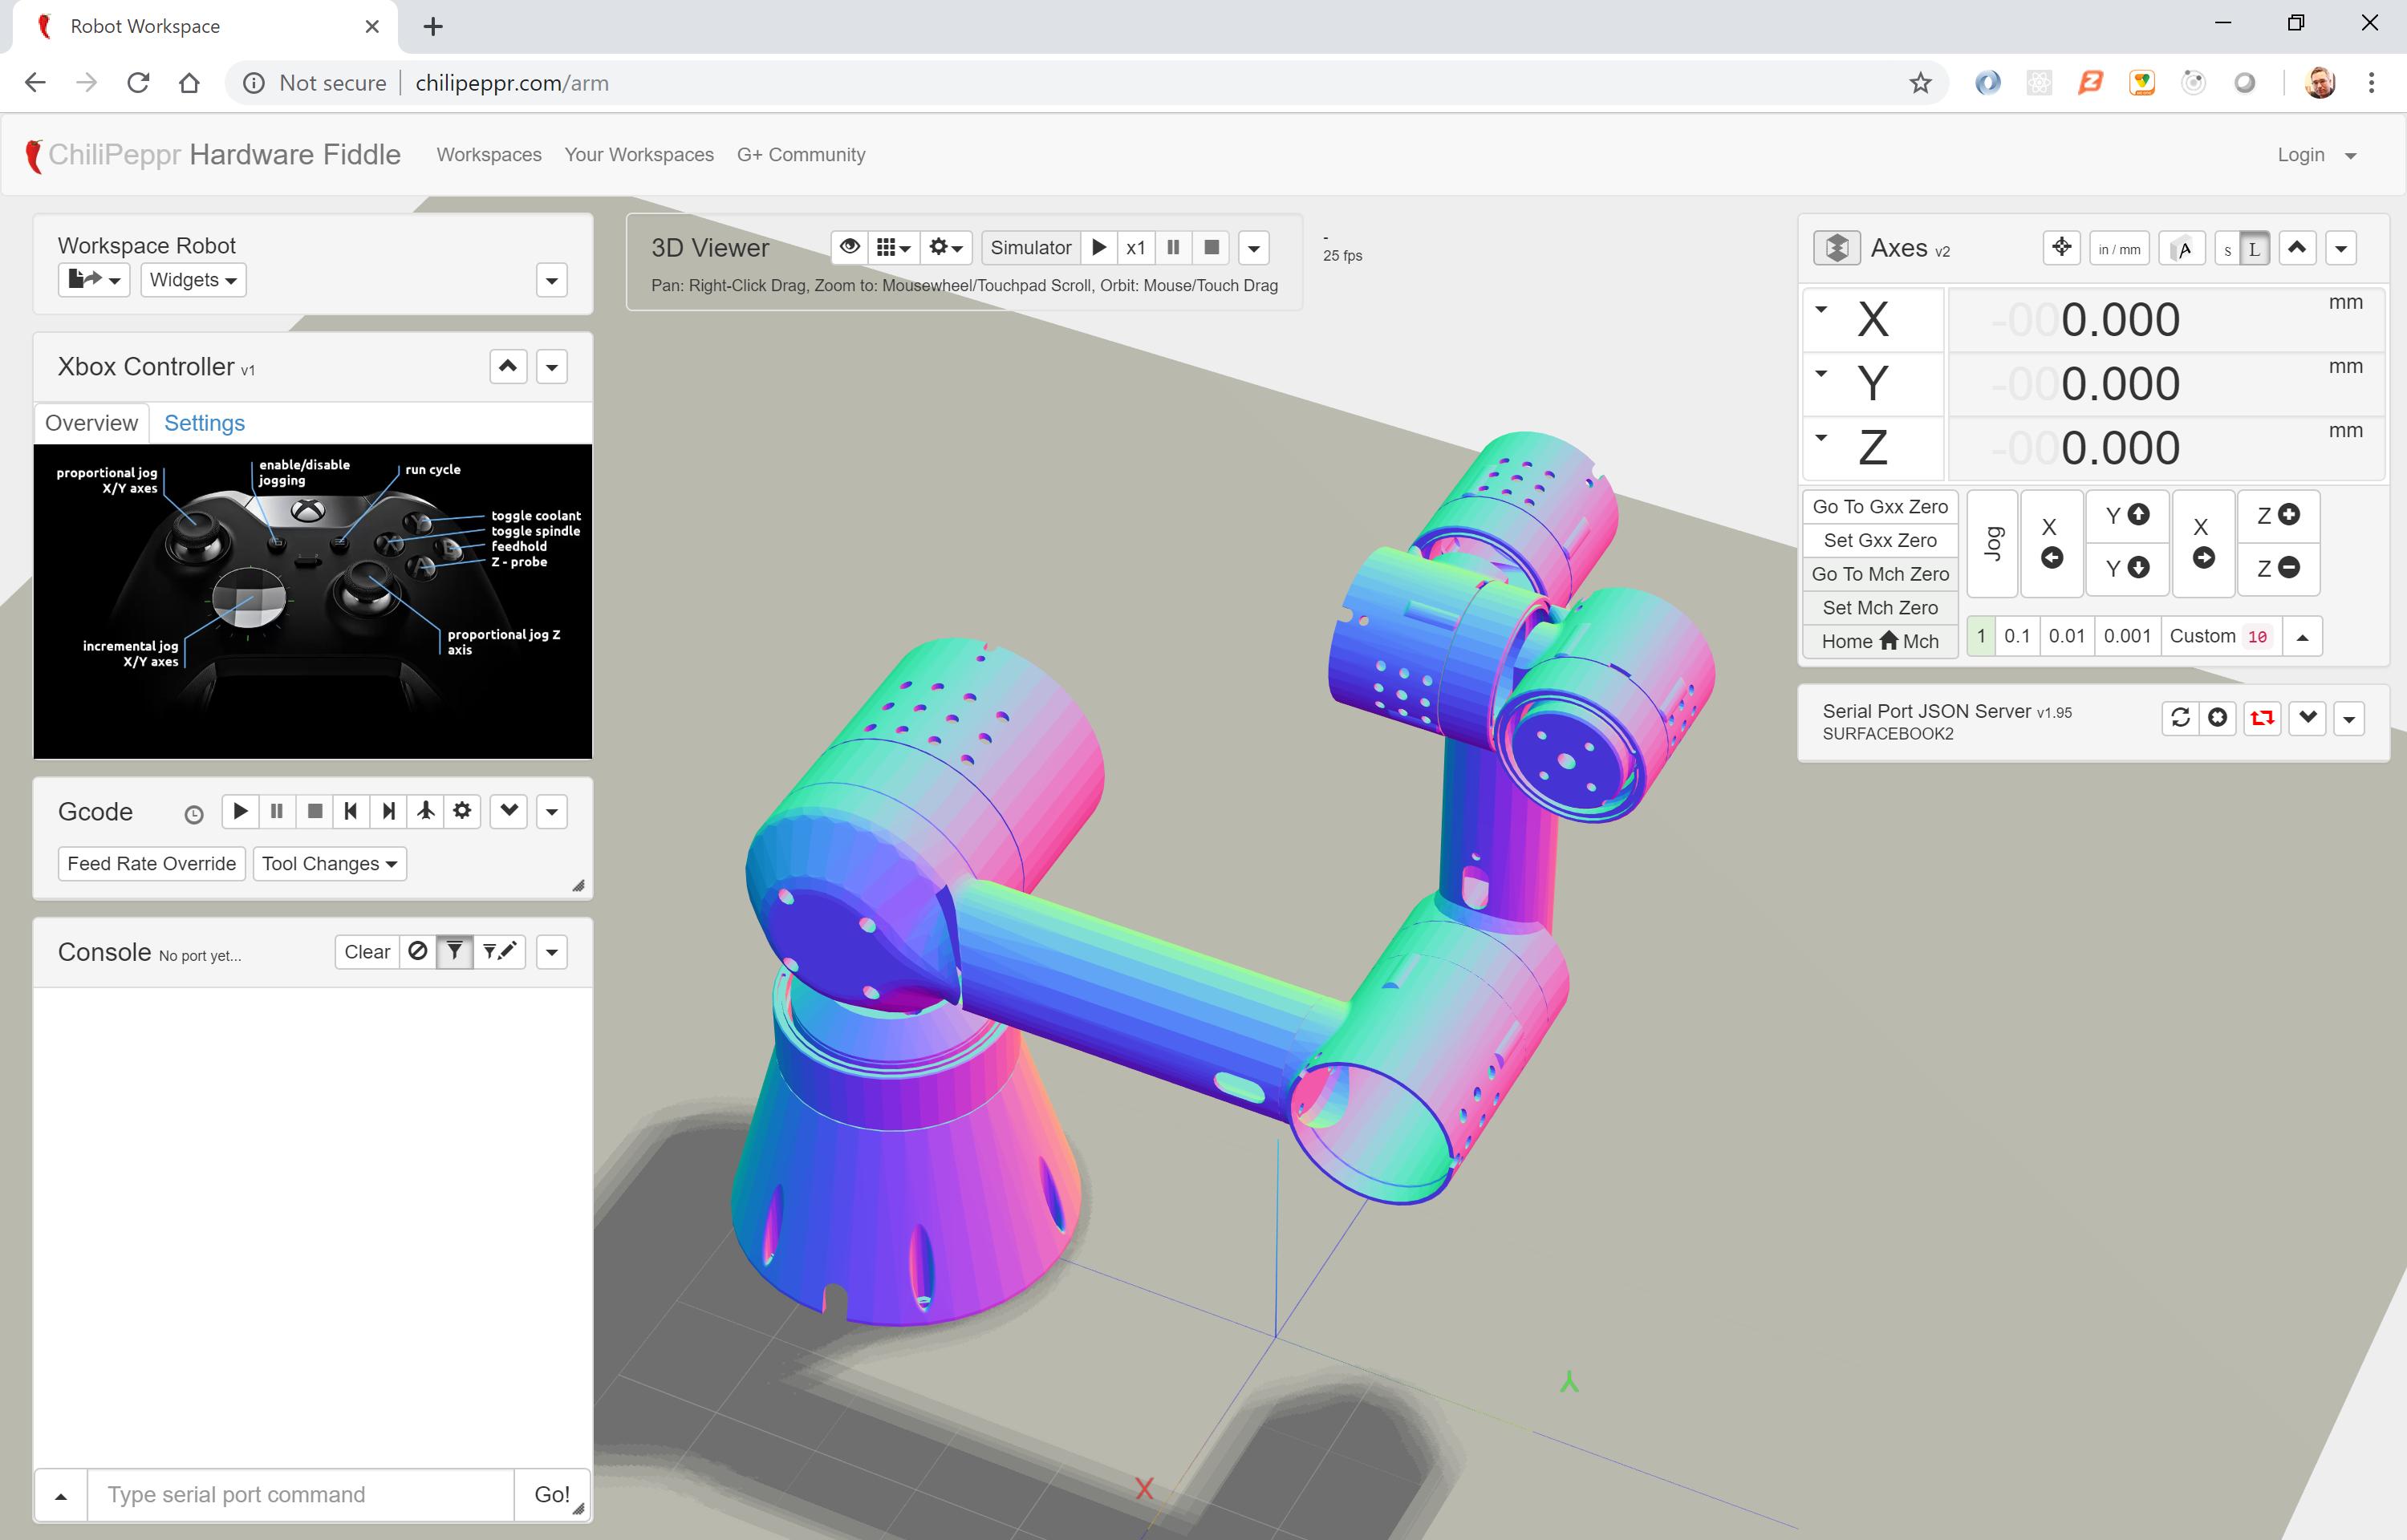 Robot Workspace
Not secure
chilipeppr.com/arm
ChiliPeppr Hardware Fiddle
Workspaces
Your Workspaces
G+ Community
Login
Workspace Robot
Widgets
Xbox Controller v1
Overview
Settings
proportional jog
X/Y axes
enable/disable
jogging
run cycle
toggle coolant
toggle spindle
feedhold
Z - probe
incremental jog
X/Y axes
proportional jog Z
axis
Gcode
Feed Rate Override
Tool Changes
Console No port yet...
Clear
Type serial port command
Go!
3D Viewer
Simulator
x1
Pan: Right-Click Drag, Zoom to: Mousewheel/Touchpad Scroll, Orbit: Mouse/Touch Drag
-
25 fps
X
Y
Axes v2
in / mm
A
s
L
X
-000.000
mm
Y
-000.000
mm
Z
-000.000
mm
Go To Gxx Zero
Set Gxx Zero
Go To Mch Zero
Set Mch Zero
Home Mch
Jog
X
Y
Y
X
Z
Z
1
0.1
0.01
0.001
Custom 10
Serial Port JSON Server v1.95
SURFACEBOOK2